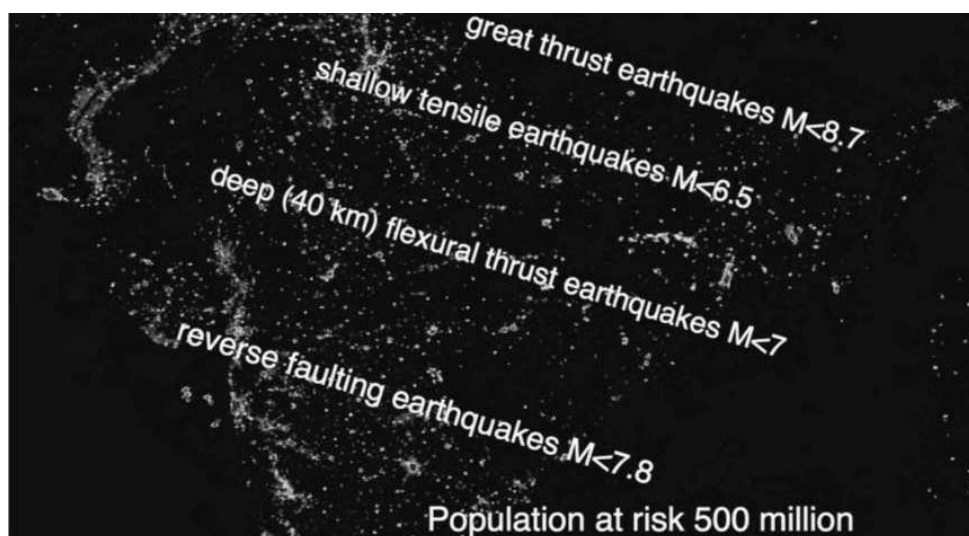 great thrust earthquakes M<8.7
shallow tensile earthquakes M<6.5
deep (40 km) flexural thrust earthquakes M<7
reverse faulting earthquakes M<7.8
Population at risk 500 million